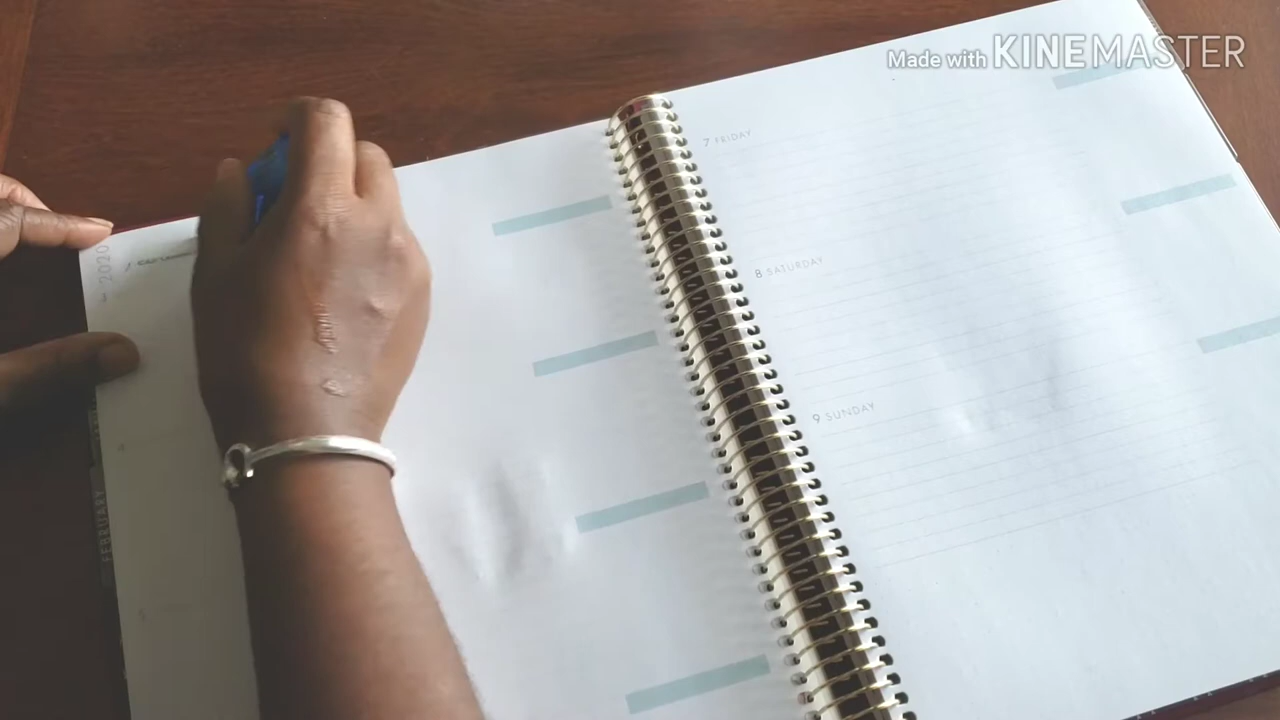 Made with KINEMASTER
7 FRIDAY
8 SATURDAY
9 SUNDAY
2020
FEBRUARY